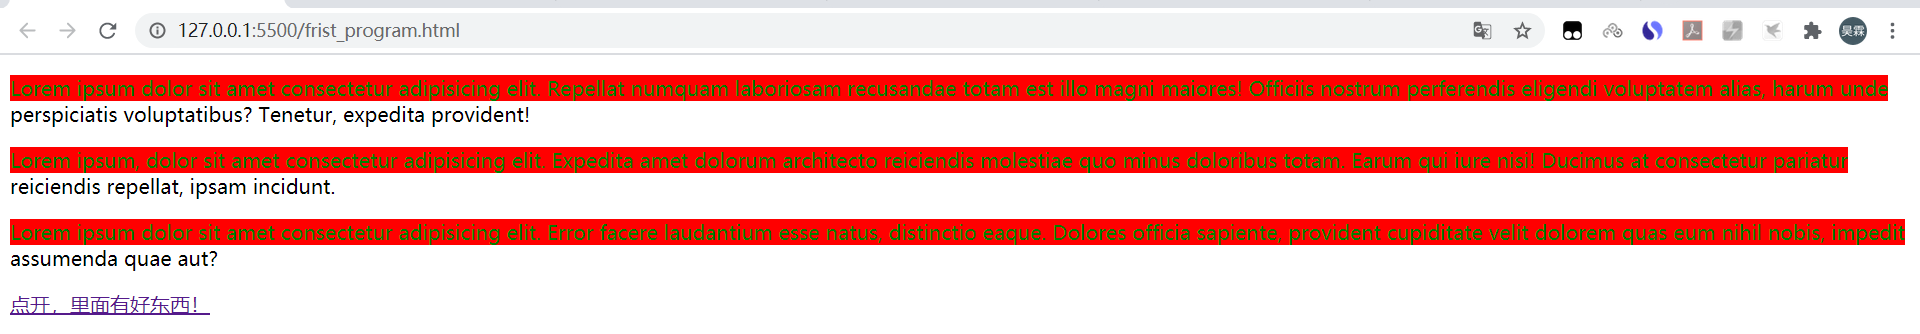 127.0.0.1:5500/frist_program.html
昊霖
Lorem ipsum dolor sit amet consectetur adipisicing elit. Repellat numquam laboriosam recusandae totam est illo magni maiores! Officiis nostrum perferendis eligendi voluptatem alias, harum unde
perspiciatis voluptatibus? Tenetur, expedita provident!
Lorem ipsum, dolor sit amet consectetur adipisicing elit. Expedita amet dolorum architecto reiciendis molestiae quo minus doloribus totam. Earum qui iure nisi! Ducimus at consectetur pariatur
reiciendis repellat, ipsam incidunt.
Lorem ipsum dolor sit amet consectetur adipisicing elit. Error facere laudantium esse natus, distinctio eaque. Dolores officia sapiente, provident cupiditate velit dolorem quas eum nihil nobis, impedit
assumenda quae aut?
点开，里面有好东西！